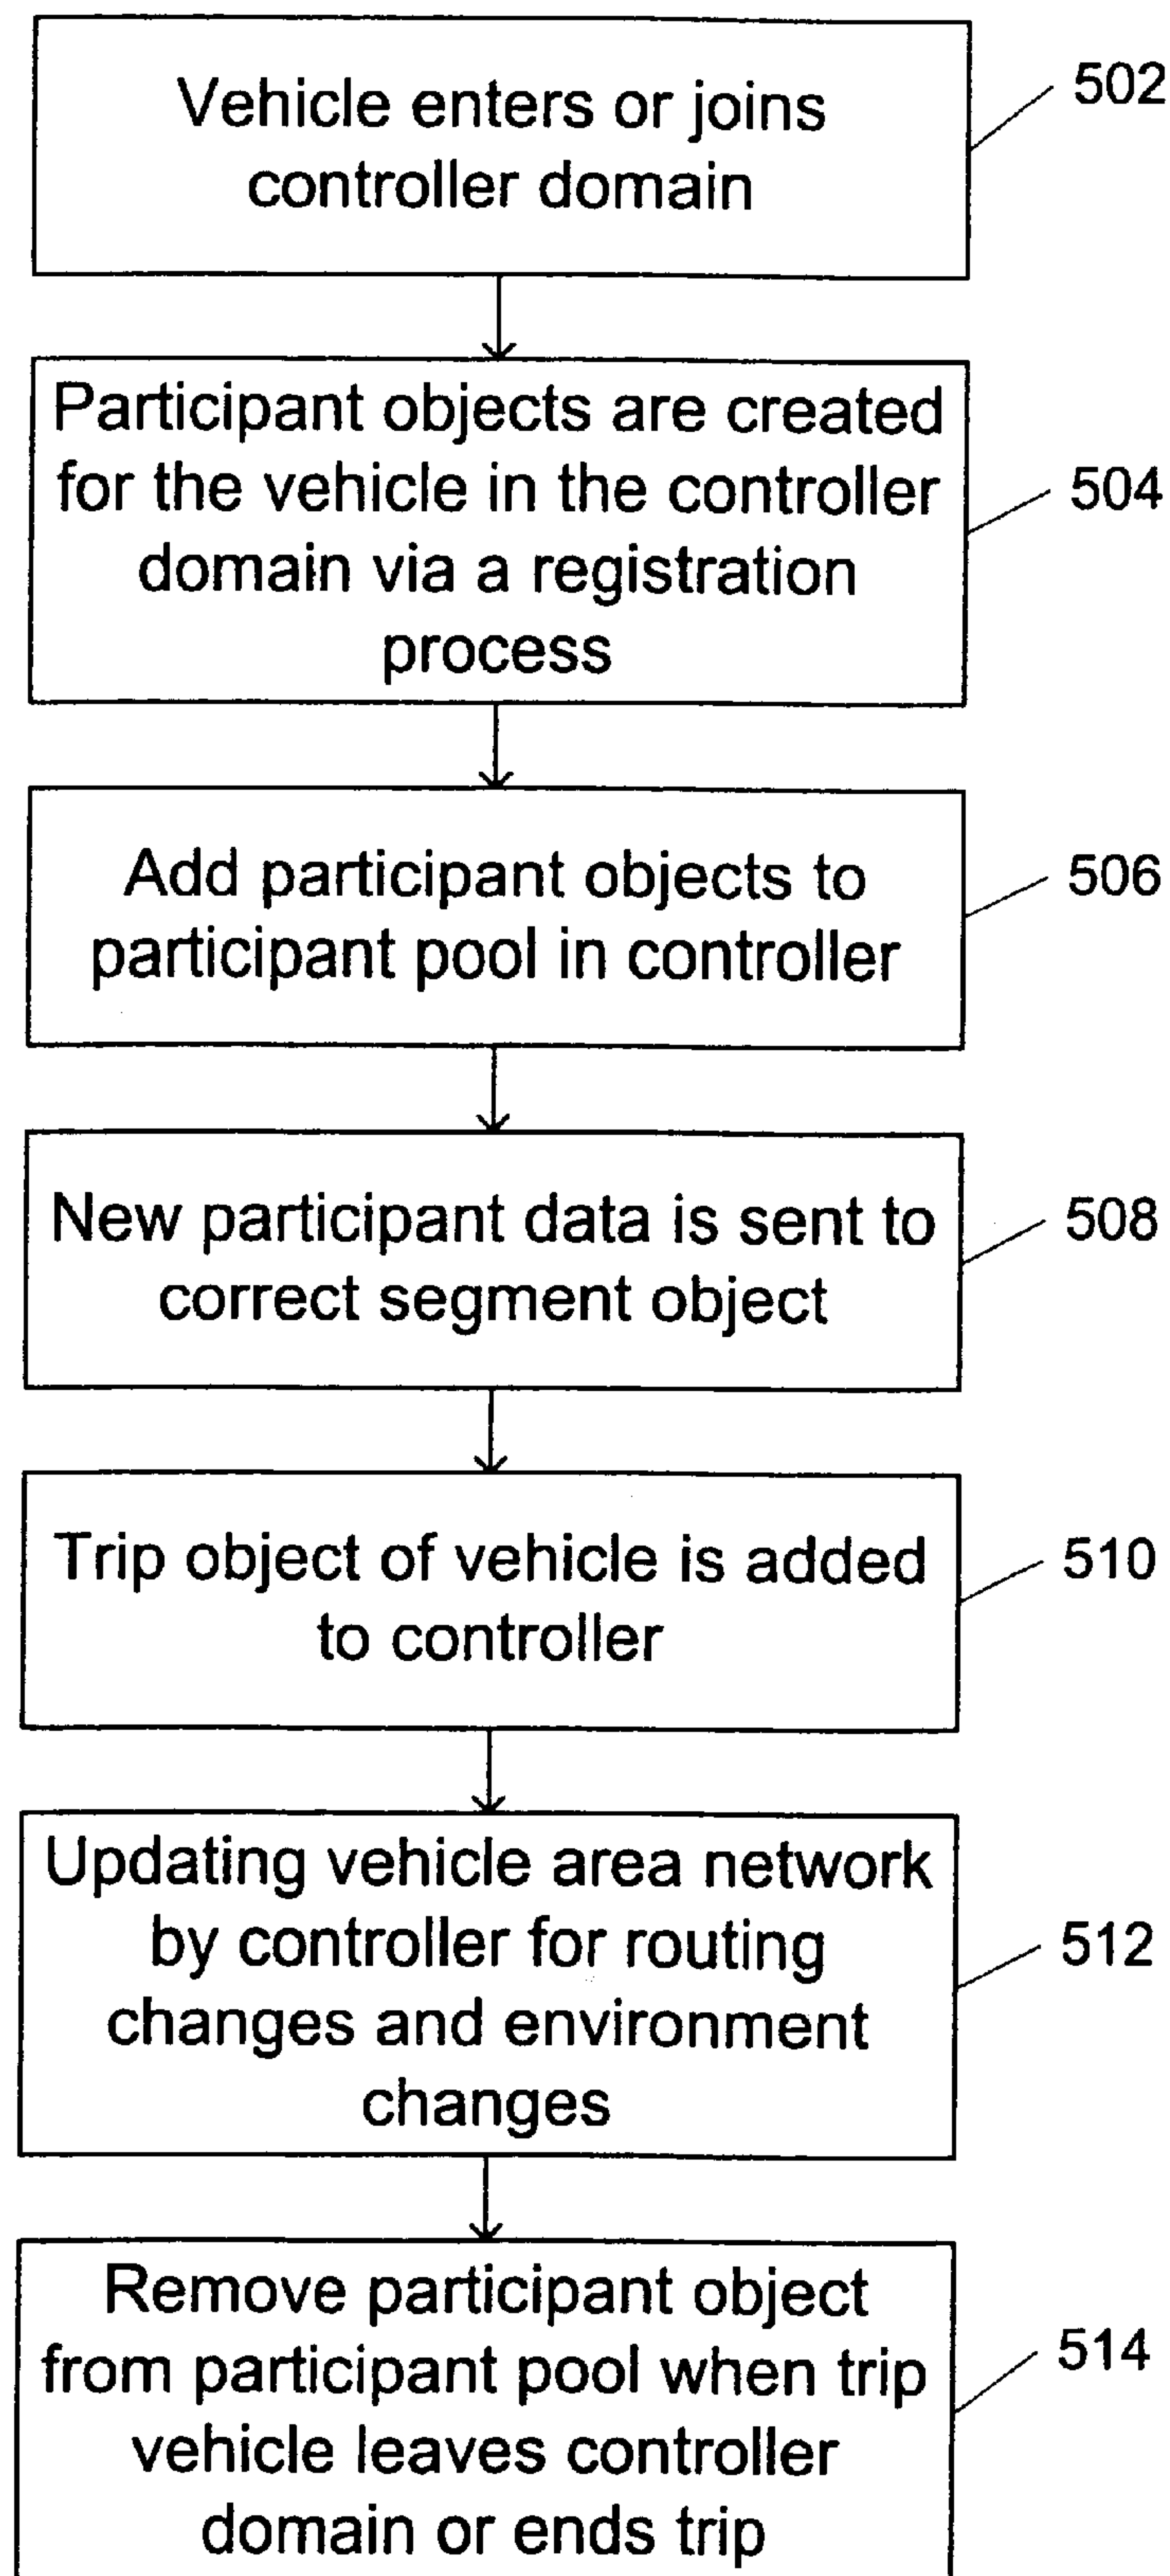 Vehicle enters or joins
controller domain
502
Participant objects are created
for the vehicle in the controller
domain via a registration
process
504
Add participant objects to
participant pool in controller
506
New participant data is sent to
correct segment object
508
Trip object of vehicle is added
to controller
510
Updating vehicle area network
by controller for routing
changes and environment
changes
512
Remove participant object
from participant pool when trip
vehicle leaves controller
domain or ends trip
514